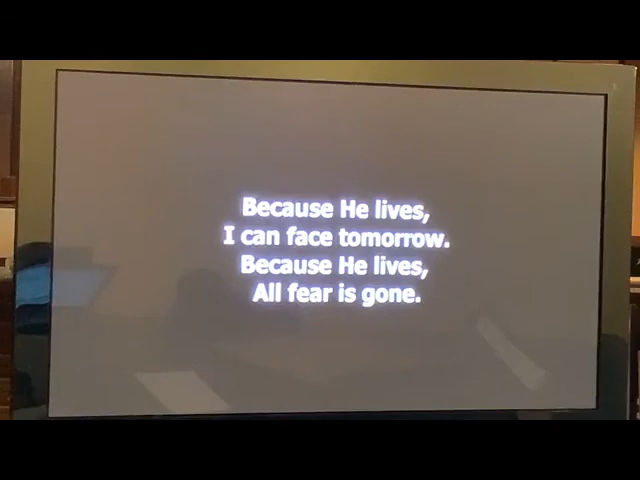 Because He lives,
I can face tomorrow.
Because He lives,
All fear is gone.